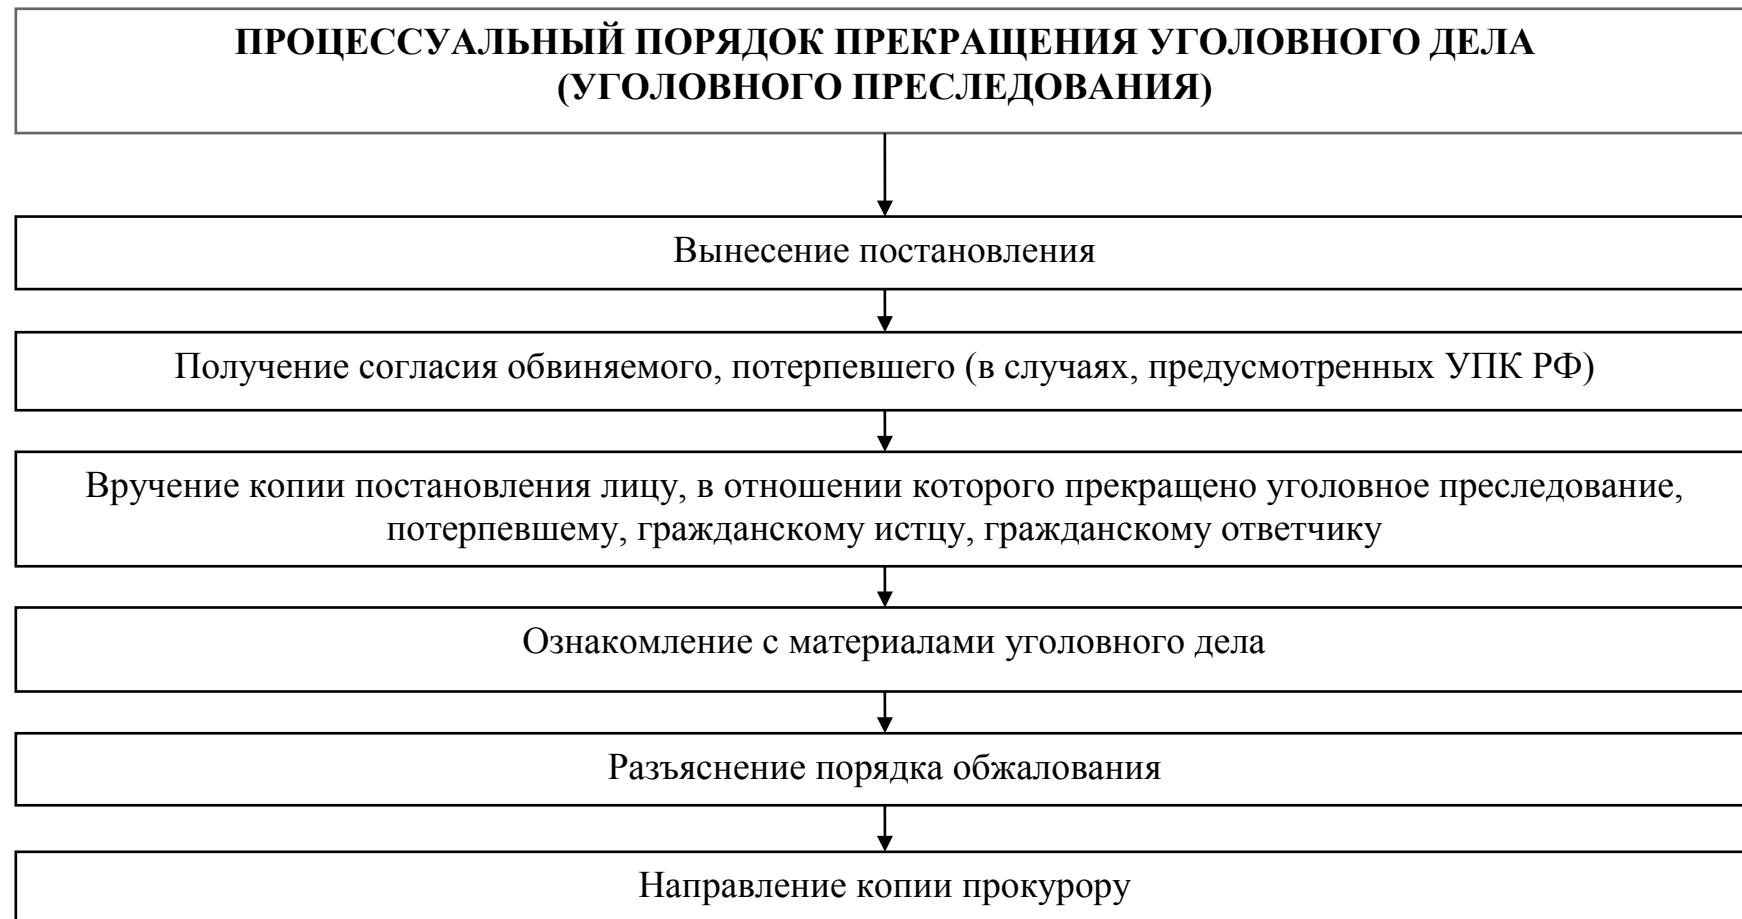 ПРОЦЕССУАЛЬНЫЙ ПОРЯДОК ПРЕКРАЩЕНИЯ УГОЛОВНОГО ДЕЛА
(УГОЛОВНОГО ПРЕСЛЕДОВАНИЯ)
Вынесение постановления
Получение согласия обвиняемого, потерпевшего (в случаях, предусмотренных УПК РФ)
Вручение копии постановления лицу, в отношении которого прекращено уголовное преследование,
потерпевшему, гражданскому истцу, гражданскому ответчику
Ознакомление с материалами уголовного дела
Разъяснение порядка обжалования
Направление копии прокурору